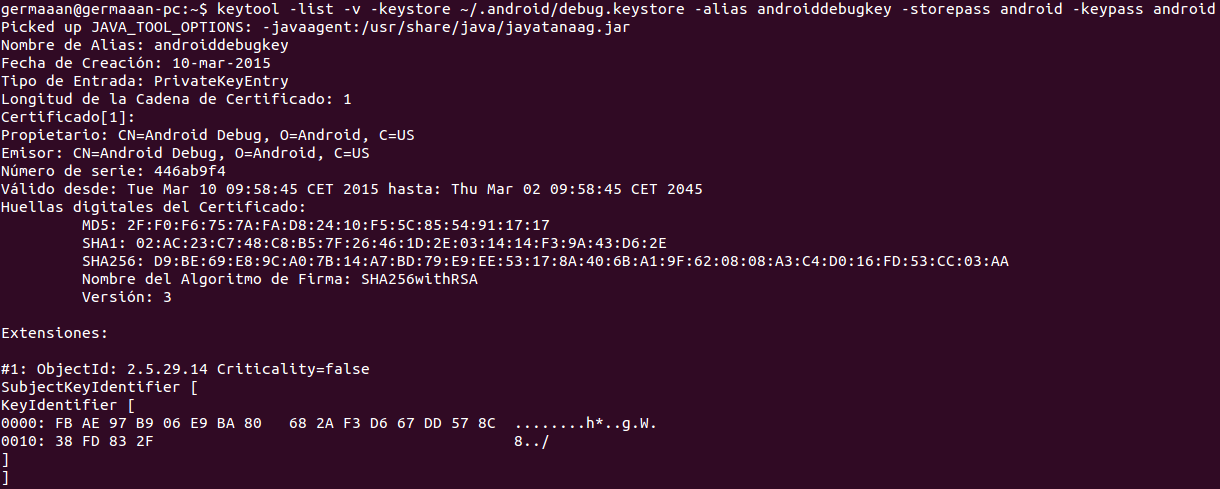 germaaan@germaaan-pc:~$ keytool -list -v -keystore ~/.android/debug.keystore -alias androiddebugkey -storepass android -keypass android
Picked up JAVA_TOOL_OPTIONS: -javaagent:/usr/share/java/jayatanaag.jar
Nombre de Alias: androiddebugkey
Fecha de Creación: 10-mar-2015
Tipo de Entrada: PrivateKeyEntry
Longitud de la Cadena de Certificado: 1
Certificado[1]:
Propietario: CN=Android Debug, O=Android, C=US
Emisor: CN=Android Debug, O=Android, C=US
Número de serie: 446ab9f4
Válido desde: Tue Mar 10 09:58:45 CET 2015 hasta: Thu Mar 02 09:58:45 CET 2045
Huellas digitales del Certificado:
         MD5: 2F:F0:F6:75:7A:FA:D8:24:10:F5:5C:85:54:91:17:17
         SHA1: 02:AC:23:C7:48:C8:B5:7F:26:46:1D:2E:03:14:14:F3:9A:43:D6:2E
         SHA256: D9:BE:69:E8:9C:A0:7B:14:A7:BD:79:E9:EE:53:17:8A:40:6B:A1:9F:62:08:08:A3:C4:D0:16:FD:53:CC:03:AA
         Nombre del Algoritmo de Firma: SHA256withRSA
         Versión: 3
Extensiones:
#1: ObjectId: 2.5.29.14 Criticality=false
SubjectKeyIdentifier [
KeyIdentifier [
0000: FB AE 97 B9 06 E9 BA 80   68 2A F3 D6 67 DD 57 8C  ........h*..g.W.
0010: 38 FD 83 2F                                        8../
]
]